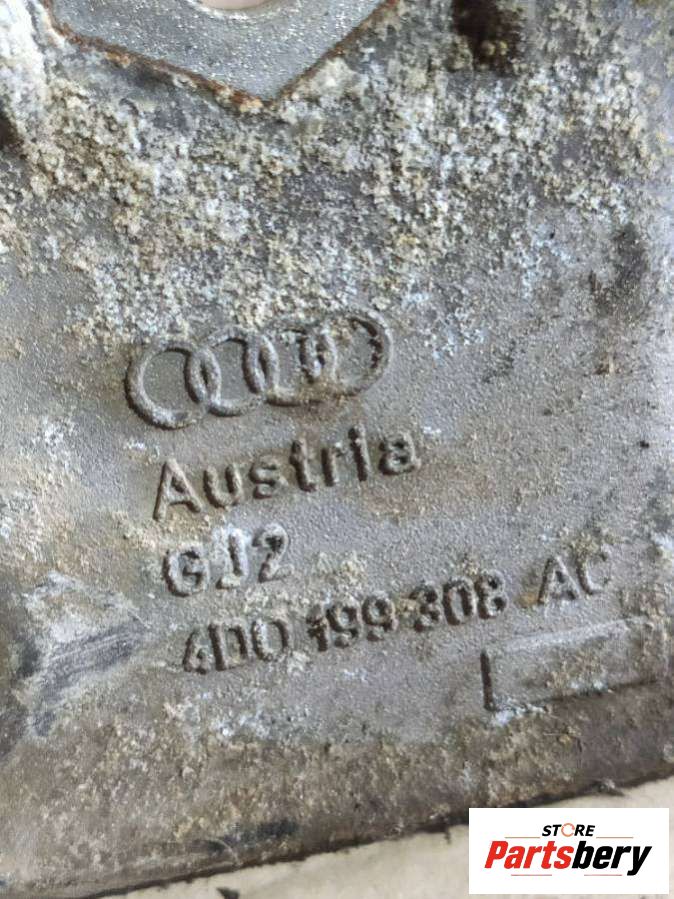 Austria
GJ2
4D0 199 308 AC
STORE
Partsbery